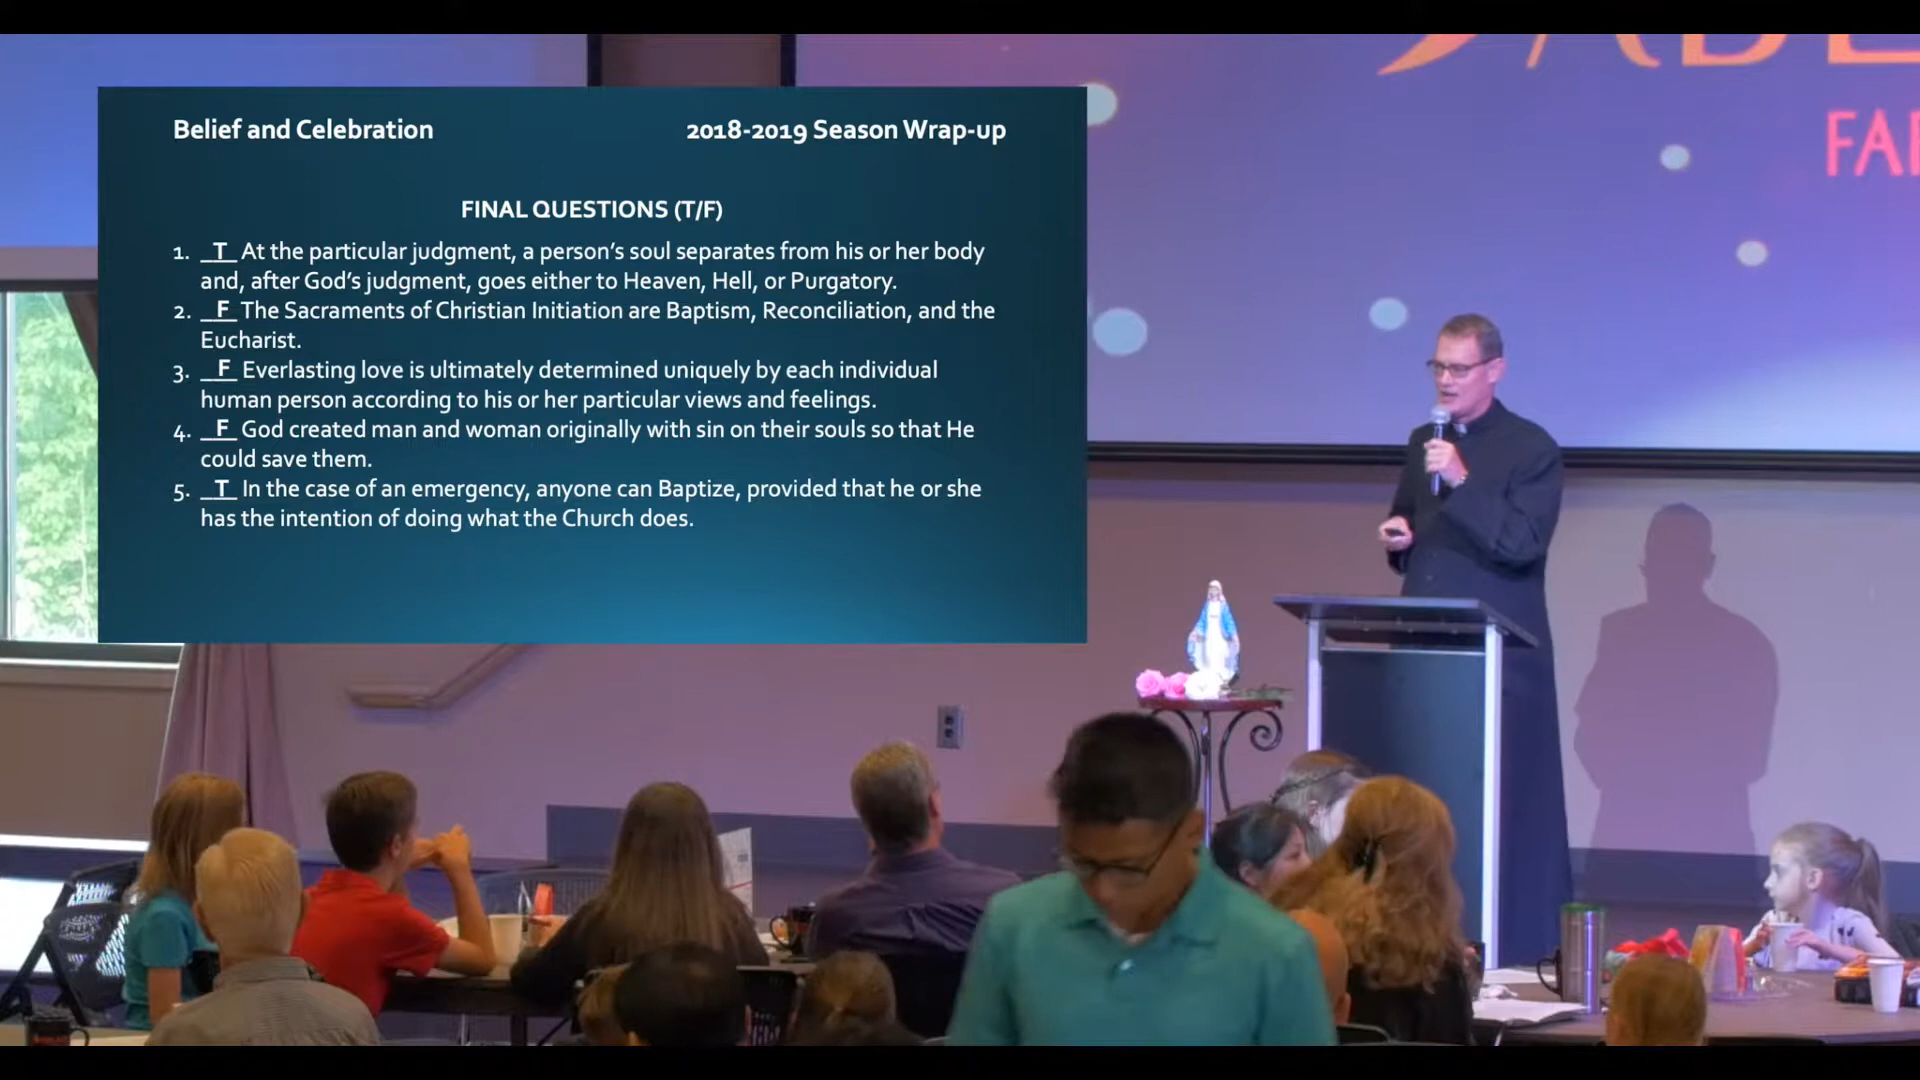 Belief and Celebration 2018-2019 Season Wrap-up
FINAL QUESTIONS (T/F)
1. __T__ At the particular judgment, a person's soul separates from his or her body
and, after God's judgment, goes either to Heaven, Hell, or Purgatory.
2. __F__ The Sacraments of Christian Initiation are Baptism, Reconciliation, and the
Eucharist.
3. __F__ Everlasting love is ultimately determined uniquely by each individual
human person according to his or her particular views and feelings.
4. __F__ God created man and woman originally with sin on their souls so that He
could save them.
5. __T__ In the case of an emergency, anyone can Baptize, provided that he or she
has the intention of doing what the Church does.